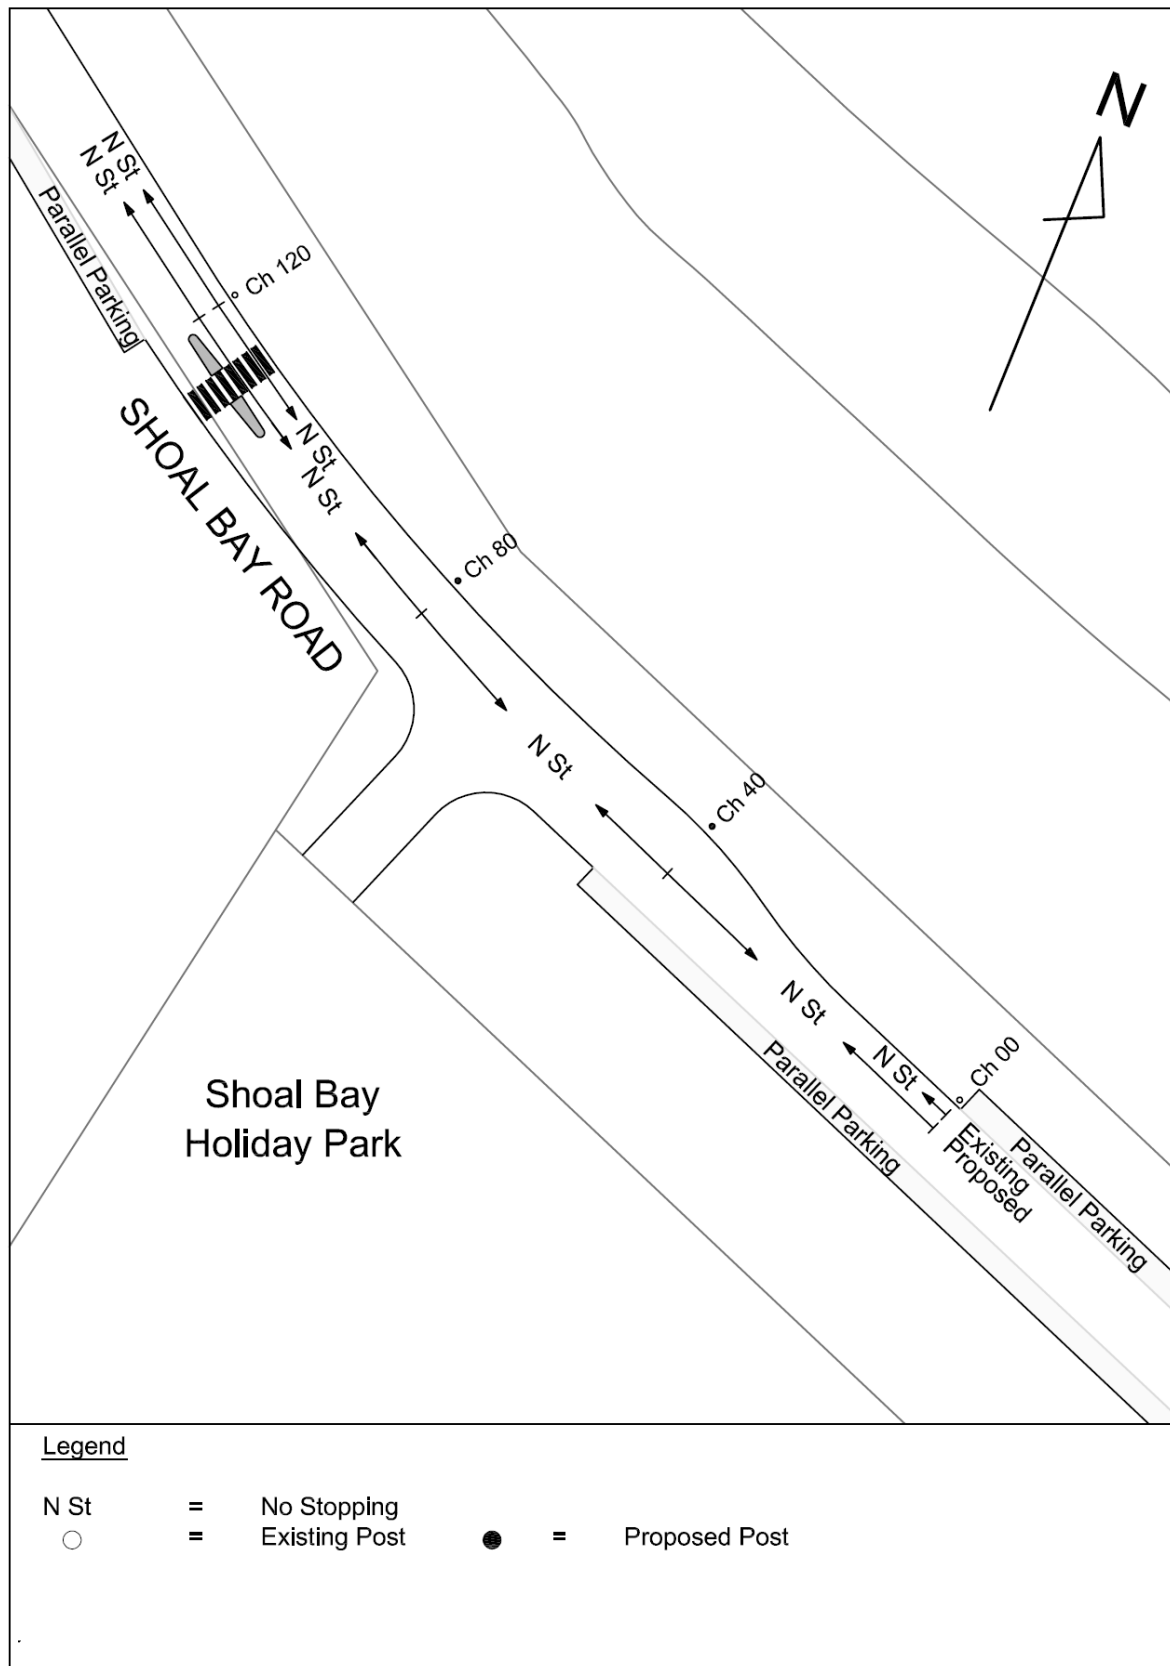 N
N St
N St
Parallel Parking
Ch 120
SHOAL BAY ROAD
N St
N St
Ch 80
N St
Ch 40
N St
N St
Ch 00
Existing
Proposed
Parallel Parking
Parallel Parking
Shoal Bay
Holiday Park
Legend
N St = No Stopping
= Existing Post = Proposed Post